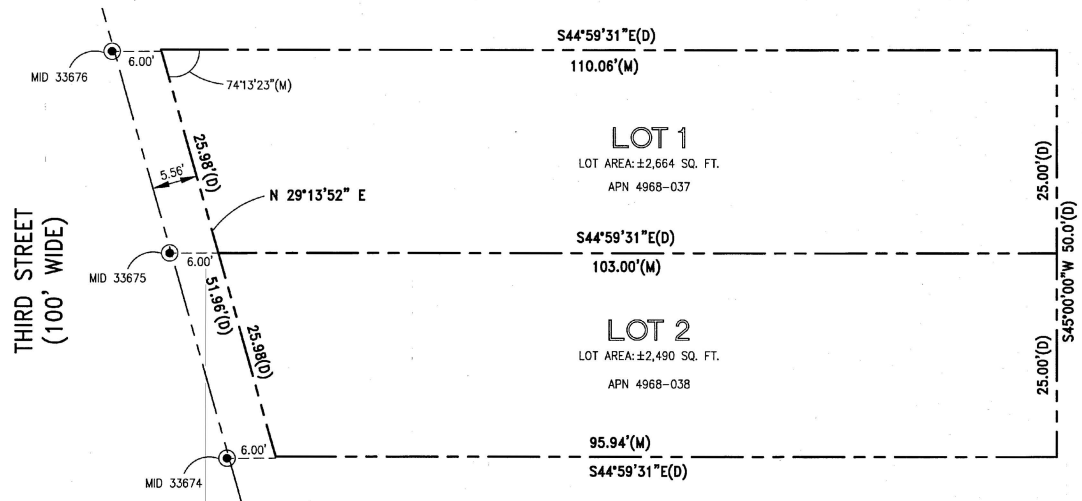 S44°59'31"E(D)
110.06'(M)
6.00'
MID 33676
74°13'23"(M)
25.98'(D)
5.56'
LOT 1
LOT AREA: ±2,664 SQ. FT.
APN 4968-037
25.00'(D)
N 29°13'52" E
THIRD STREET
(100' WIDE)
S44°59'31"E(D)
103.00'(M)
6.00'
MID 33675
51.96'(D)
25.98(D)
S45°00'00"W 50.0'(D)
LOT 2
LOT AREA: ±2,490 SQ. FT.
APN 4968-038
25.00'(D)
95.94'(M)
S44°59'31"E(D)
6.00'
MID 33674